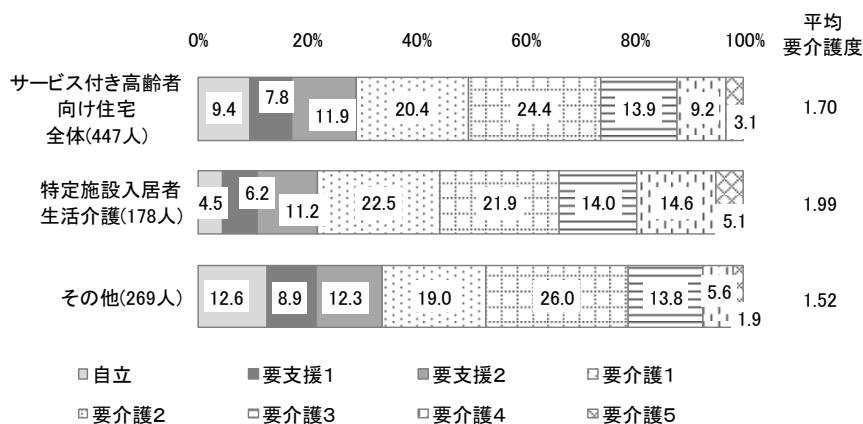 平均
要介護度
0% 20% 40% 60% 80% 100%
サービス付き高齢者
向け住宅
全体(447人)
9.4 7.8 11.9 20.4 24.4 13.9 9.2 3.1 1.70
特定施設入居者
生活介護(178人)
4.5 6.2 11.2 22.5 21.9 14.0 14.6 5.1 1.99
その他(269人)
12.6 8.9 12.3 19.0 26.0 13.8 5.6 1.9 1.52
自立 要支援1 要支援2 要介護1
要介護2 要介護3 要介護4 要介護5